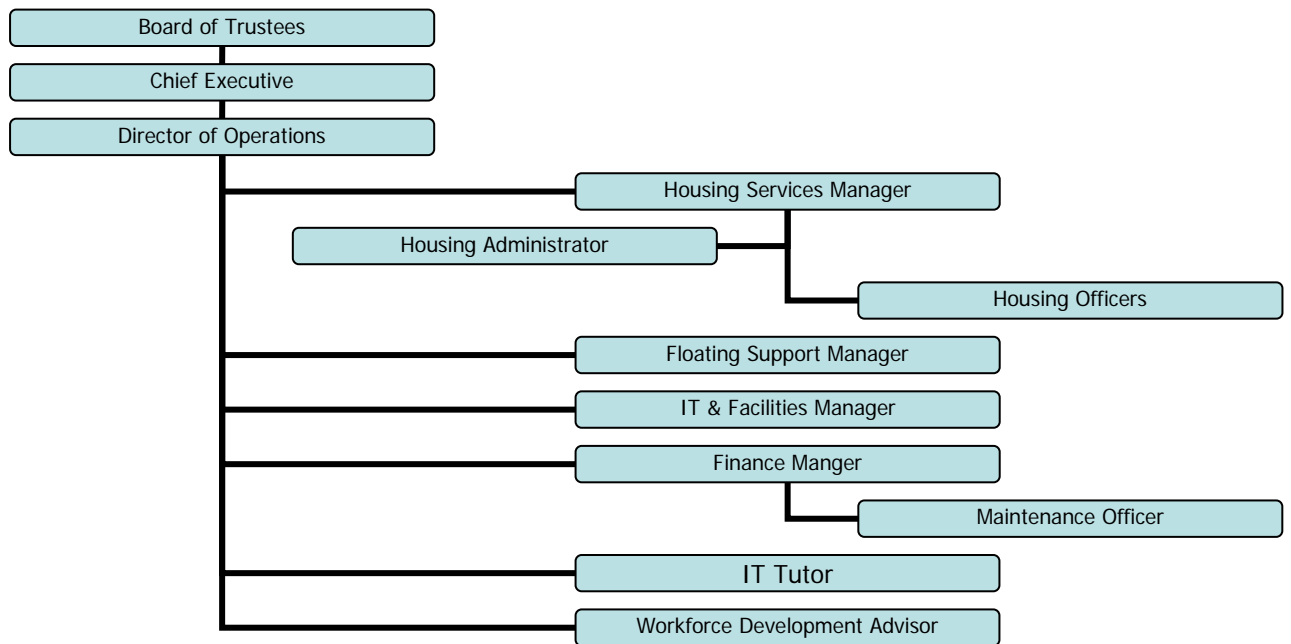 Board of Trustees
Chief Executive
Director of Operations
Housing Services Manager
Housing Administrator
Housing Officers
Floating Support Manager
IT & Facilities Manager
Finance Manger
Maintenance Officer
IT Tutor
Workforce Development Advisor